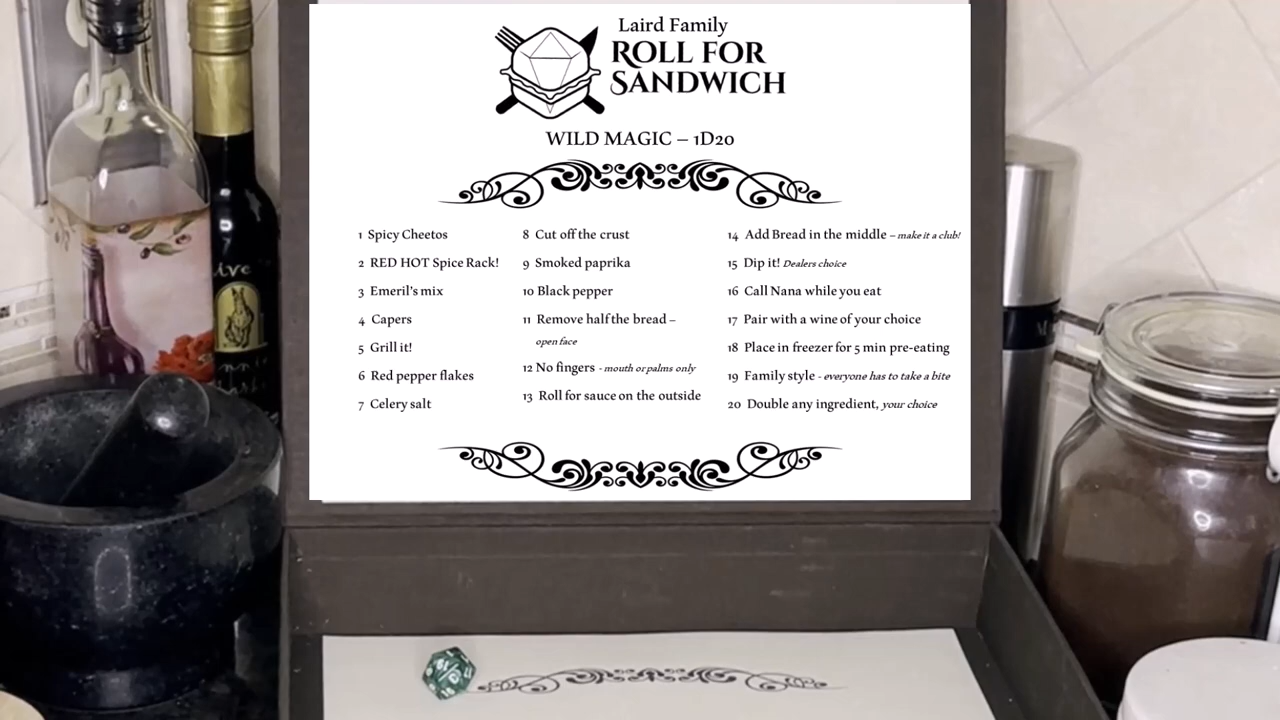 Laird Family
ROLL FOR
SANDWICH
WILD MAGIC – 1D20
1 Spicy Cheetos
2 RED HOT Spice Rack!
3 Emeril's mix
4 Capers
5 Grill it!
6 Red pepper flakes
7 Celery salt
8 Cut off the crust
9 Smoked paprika
10 Black pepper
11 Remove half the bread –
open face
12 No fingers - mouth or palms only
13 Roll for sauce on the outside
14 Add Bread in the middle – make it a club!
15 Dip it! Dealers choice
16 Call Nana while you eat
17 Pair with a wine of your choice
18 Place in freezer for 5 min pre-eating
19 Family style - everyone has to take a bite
20 Double any ingredient, your choice